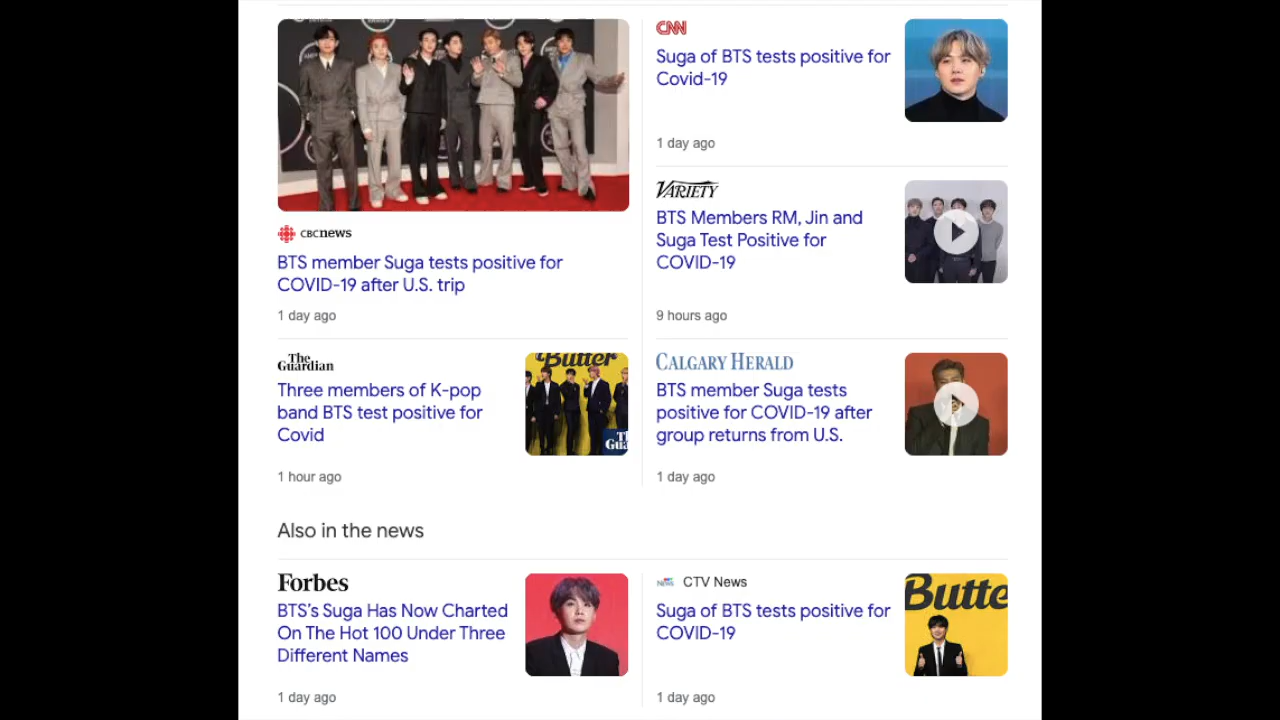 CBCNEWS
BTS member Suga tests positive for
COVID-19 after U.S. trip
1 day ago
CNN
Suga of BTS tests positive for
Covid-19
1 day ago
VARIETY
BTS Members RM, Jin and
Suga Test Positive for
COVID-19
9 hours ago
The
Guardian
Three members of K-pop
band BTS test positive for
Covid
1 hour ago
Butter
CALGARY HERALD
BTS member Suga tests
positive for COVID-19 after
group returns from U.S.
1 day ago
Also in the news
Forbes
BTS's Suga Has Now Charted
On The Hot 100 Under Three
Different Names
1 day ago
NEWS CTV News
Suga of BTS tests positive for
COVID-19
1 day ago
Butte